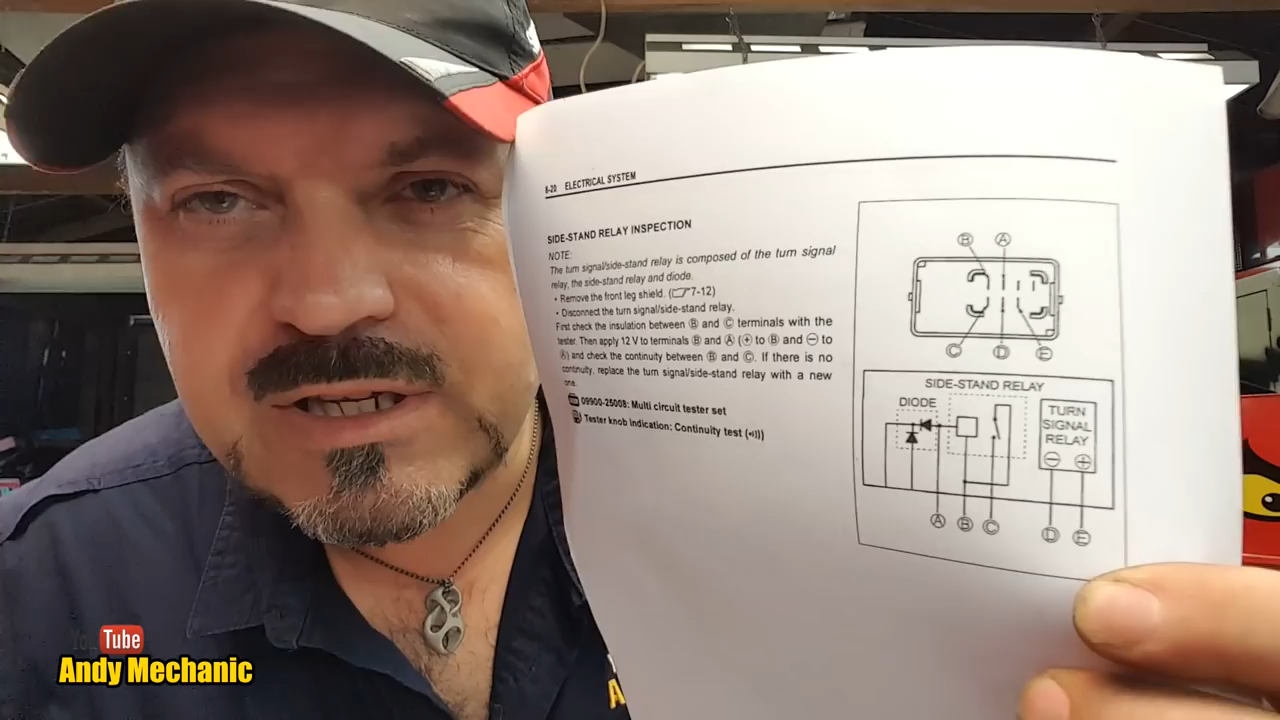 8-20 ELECTRICAL SYSTEM
SIDE-STAND RELAY INSPECTION
NOTE:
The turn signal/side-stand relay is composed of the turn signal
relay, the side-stand relay and diode.
• Remove the front leg shield. (☞7-12)
• Disconnect the turn signal/side-stand relay.
First check the insulation between Ⓑ and Ⓒ terminals with the
tester. Then apply 12 V to terminals Ⓑ and Ⓐ (⊕ to Ⓑ and ⊖ to
Ⓐ) and check the continuity between Ⓑ and Ⓒ. If there is no
continuity, replace the turn signal/side-stand relay with a new
one.
09900-25008: Multi circuit tester set
Tester knob indication: Continuity test (•)))
Ⓑ Ⓐ
Ⓒ Ⓓ Ⓔ
SIDE-STAND RELAY
DIODE
TURN
SIGNAL
RELAY
⊖ ⊕
Ⓐ Ⓑ Ⓒ Ⓓ Ⓔ
YouTube
Andy Mechanic